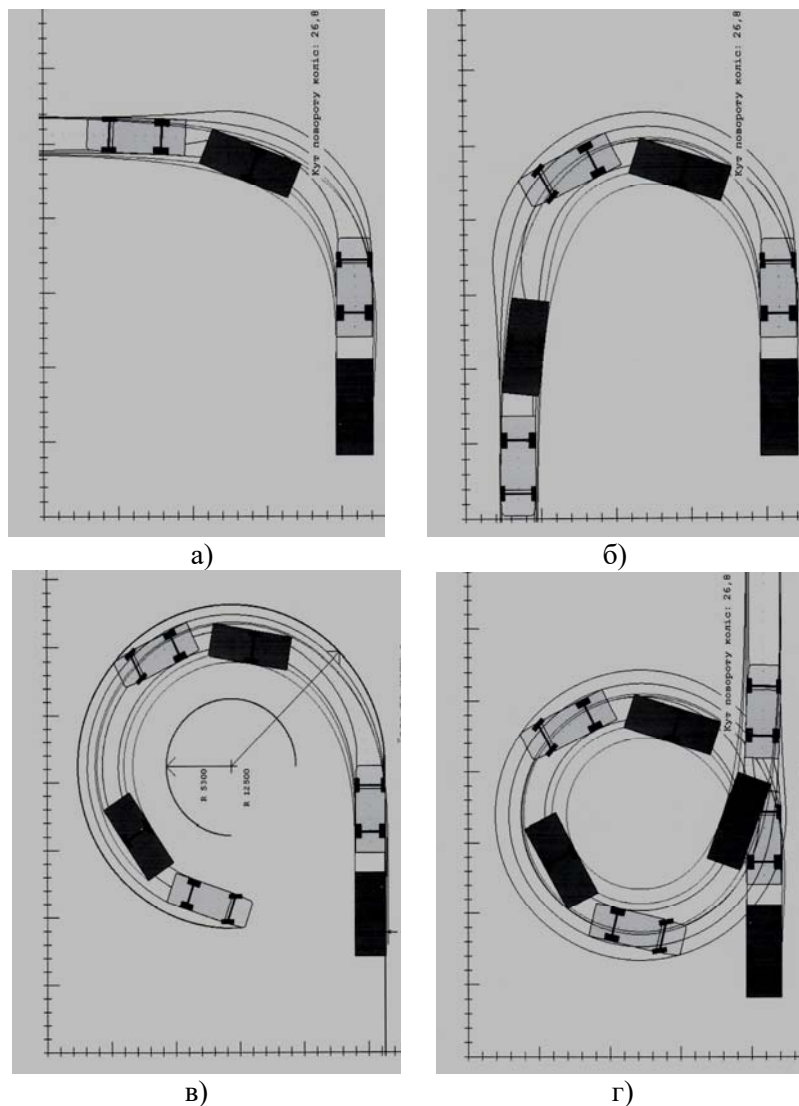 Кут повороту коліс: 26,8
Кут повороту коліс: 26,8
а)
б)
R 5300
R 12500
Кут повороту коліс: 26,8
в)
г)